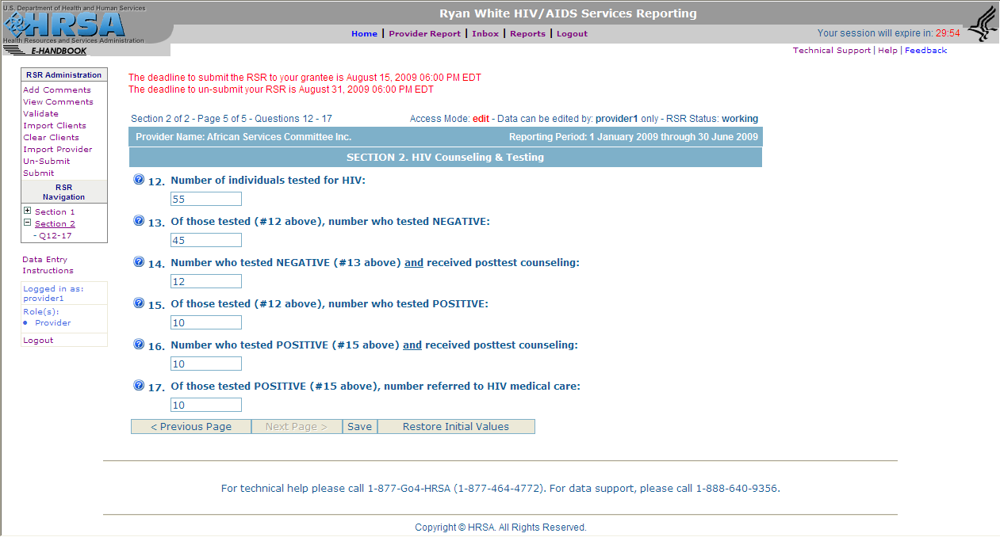 U.S. Department of Health and Human Services
HRSA
Health Resources and Services Administration
E-HANDBOOK
Ryan White HIV/AIDS Services Reporting
Home | Provider Report | Inbox | Reports | Logout
Your session will expire in: 29:54
Technical Support | Help | Feedback
RSR Administration
Add Comments
View Comments
Validate
Import Clients
Clear Clients
Import Provider
Un-Submit
Submit
RSR
Navigation
Section 1
Section 2
- Q12-17
Data Entry
Instructions
Logged in as:
provider1
Role(s):
• Provider
Logout
The deadline to submit the RSR to your grantee is August 15, 2009 06:00 PM EDT
The deadline to un-submit your RSR is August 31, 2009 06:00 PM EDT
Section 2 of 2 - Page 5 of 5 - Questions 12 - 17
Access Mode: edit - Data can be edited by: provider1 only - RSR Status: working
Provider Name: African Services Committee Inc.
Reporting Period: 1 January 2009 through 30 June 2009
SECTION 2. HIV Counseling & Testing
12. Number of individuals tested for HIV:
55
13. Of those tested (#12 above), number who tested NEGATIVE:
45
14. Number who tested NEGATIVE (#13 above) and received posttest counseling:
12
15. Of those tested (#12 above), number who tested POSITIVE:
10
16. Number who tested POSITIVE (#15 above) and received posttest counseling:
10
17. Of those tested POSITIVE (#15 above), number referred to HIV medical care:
10
< Previous Page
Next Page >
Save
Restore Initial Values
For technical help please call 1-877-Go4-HRSA (1-877-464-4772). For data support, please call 1-888-640-9356.
Copyright © HRSA. All Rights Reserved.